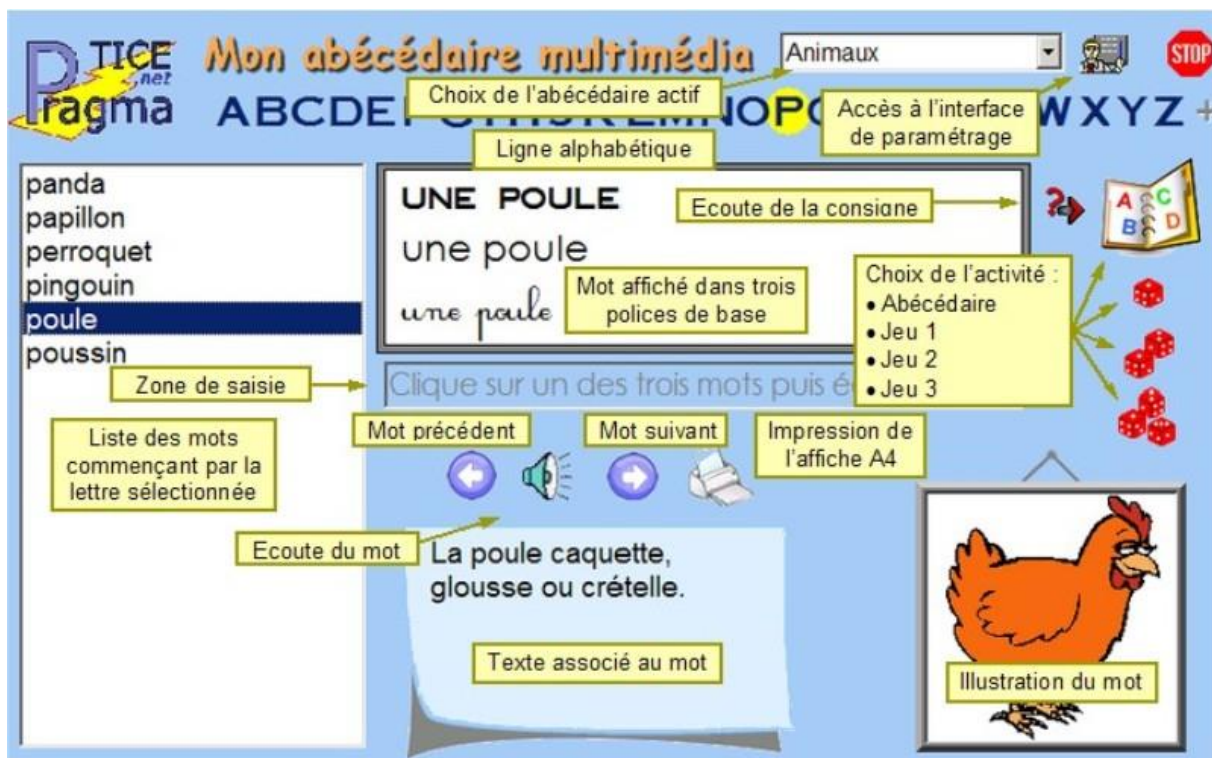 TICE Mon abécédaire multimédia Animaux STOP
.net
Pragma
Choix de l'abécédaire actif
Accès à l'interface
de paramétrage
ABCDE NOP WXYZ +
Ligne alphabétique
panda
papillon
perroquet
pingouin
poule
poussin
UNE POULE
Ecoute de la consigne
une poule
une poule
Mot affiché dans trois
polices de base
A B C D
Choix de l'activité :
• Abécédaire
• Jeu 1
• Jeu 2
• Jeu 3
Zone de saisie
Clique sur un des trois mots puis
Liste des mots
commençant par la
lettre sélectionnée
Mot précédent
Mot suivant
Impression de
l'affiche A4
Ecoute du mot
La poule caquette,
glousse ou crételle.
Texte associé au mot
Illustration du mot